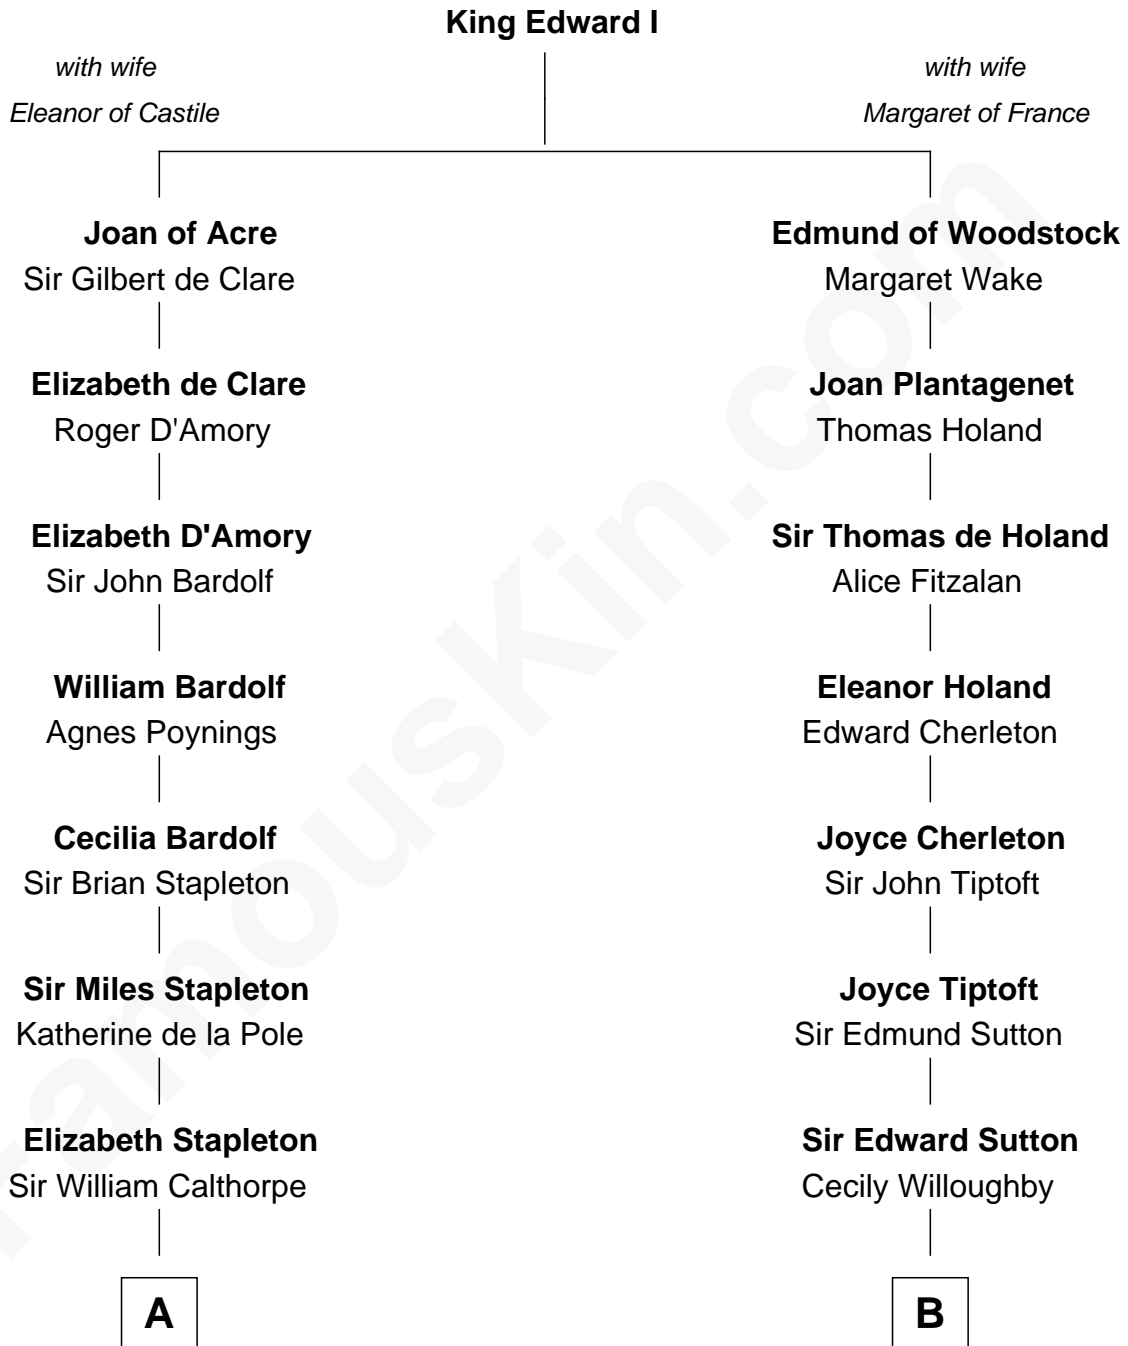 King Edward I
with wife
Eleanor of Castile
with wife
Margaret of France
Joan of Acre
Sir Gilbert de Clare
Edmund of Woodstock
Margaret Wake
Elizabeth de Clare
Roger D'Amory
Joan Plantagenet
Thomas Holand
Elizabeth D'Amory
Sir John Bardolf
Sir Thomas de Holand
Alice Fitzalan
William Bardolf
Agnes Poynings
Eleanor Holand
Edward Cherleton
Cecilia Bardolf
Sir Brian Stapleton
Joyce Cherleton
Sir John Tiptoft
Sir Miles Stapleton
Katherine de la Pole
Joyce Tiptoft
Sir Edmund Sutton
Elizabeth Stapleton
Sir William Calthorpe
Sir Edward Sutton
Cecily Willoughby
A
B
FamousKin.com